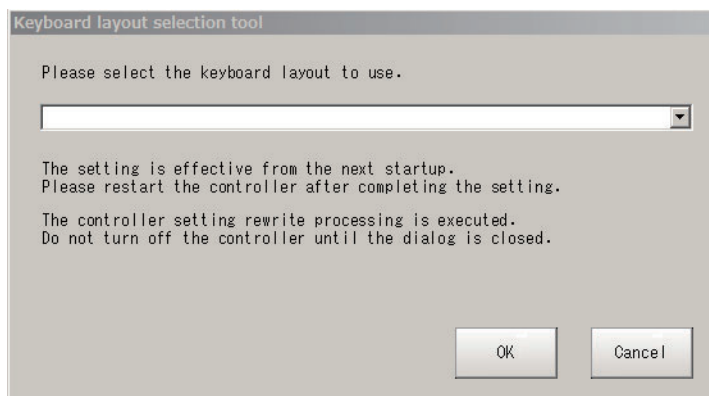 Keyboard layout selection tool
Please select the keyboard layout to use.
The setting is effective from the next startup.
Please restart the controller after completing the setting.
The controller setting rewrite processing is executed.
Do not turn off the controller until the dialog is closed.
OK
Cancel